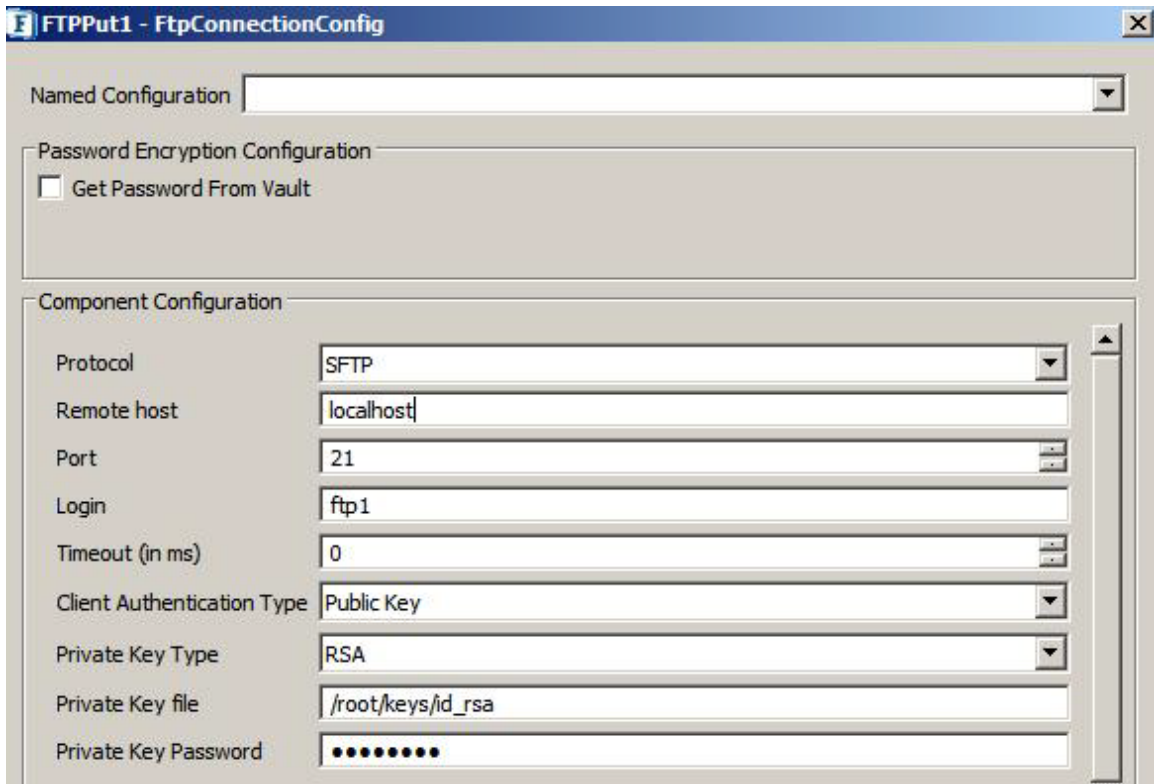 FTPPut1 - FtpConnectionConfig
Named Configuration
Password Encryption Configuration
Get Password From Vault
Component Configuration
Protocol SFTP
Remote host localhost
Port 21
Login ftp1
Timeout (in ms) 0
Client Authentication Type Public Key
Private Key Type RSA
Private Key file /root/keys/id_rsa
Private Key Password ●●●●●●●●